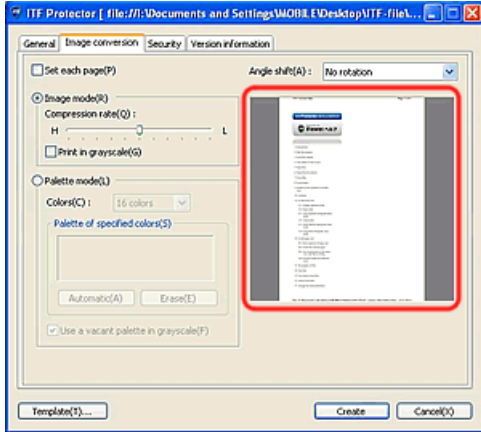 ITF Protector [ file://I:\Documents and Settings\MOBILE\Desktop\ITF-file\...
General Image conversion Security Version information
Set each page(P)
Angle shift(A) : No rotation
Image mode(R)
Compression rate(Q) :
H L
Print in grayscale(G)
Palette mode(L)
Colors(C) : 16 colors
Palette of specified colors(S)
Automatic(A) Erase(E)
Use a vacant palette in grayscale(F)
Template(T).... Create Cancel(X)